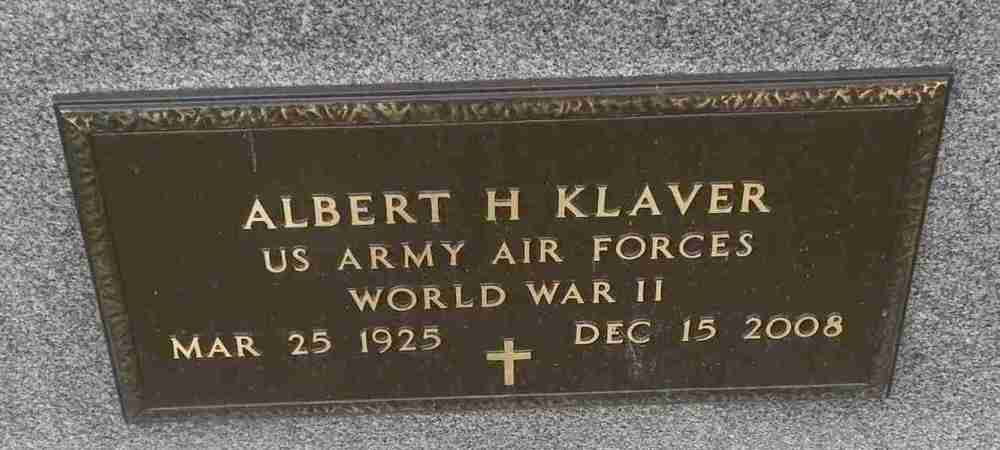 ALBERT H KLAVER
US ARMY AIR FORCES
WORLD WAR II
MAR 25 1925 DEC 15 2008